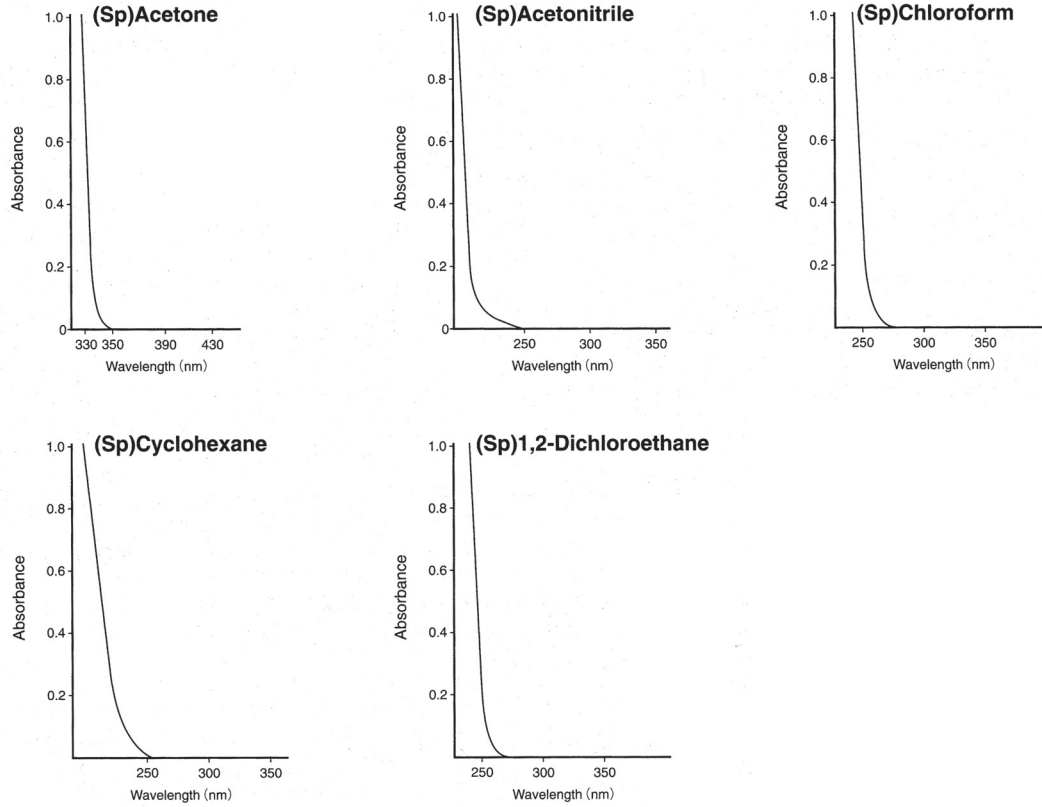 (Sp)Acetone
1.0
0.8
0.6
0.4
0.2
0
Absorbance
330 350 390 430
Wavelength (nm)
(Sp)Acetonitrile
1.0
0.8
0.6
0.4
0.2
0
Absorbance
250 300 350
Wavelength (nm)
(Sp)Chloroform
1.0
0.8
0.6
0.4
0.2
Absorbance
250 300 350
Wavelength (nm)
(Sp)Cyclohexane
1.0
0.8
0.6
0.4
0.2
Absorbance
250 300 350
Wavelength (nm)
(Sp)1,2-Dichloroethane
1.0
0.8
0.6
0.4
0.2
Absorbance
250 300 350
Wavelength (nm)